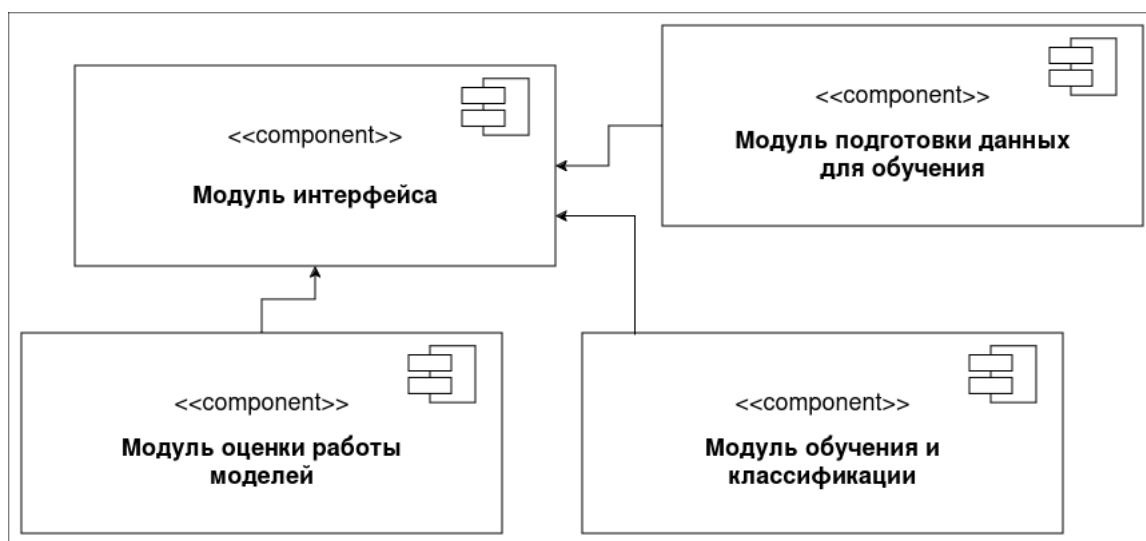 <<component>>
Модуль интерфейса
<<component>>
Модуль подготовки данных
для обучения
<<component>>
Модуль оценки работы
моделей
<<component>>
Модуль обучения и
классификации